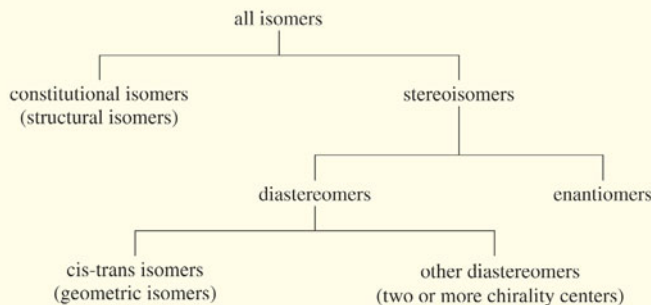 all isomers
constitutional isomers
(structural isomers)
stereoisomers
diastereomers
enantiomers
cis-trans isomers
(geometric isomers)
other diastereomers
(two or more chirality centers)